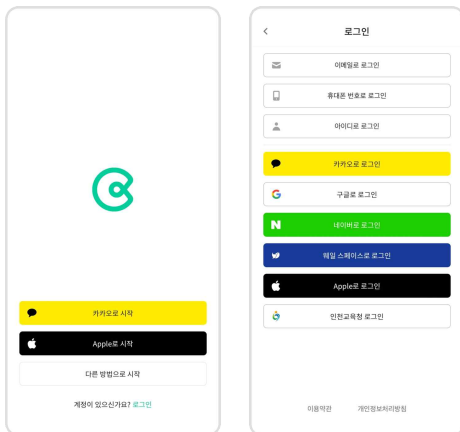 카카오로 시작
Apple로 시작
다른 방법으로 시작
계정이 있으신가요? 로그인
로그인
이메일로 로그인
휴대폰 번호로 로그인
아이디로 로그인
카카오로 로그인
구글로 로그인
네이버로 로그인
웨일 스페이스로 로그인
Apple로 로그인
인천교육청 로그인
이용약관 개인정보처리방침